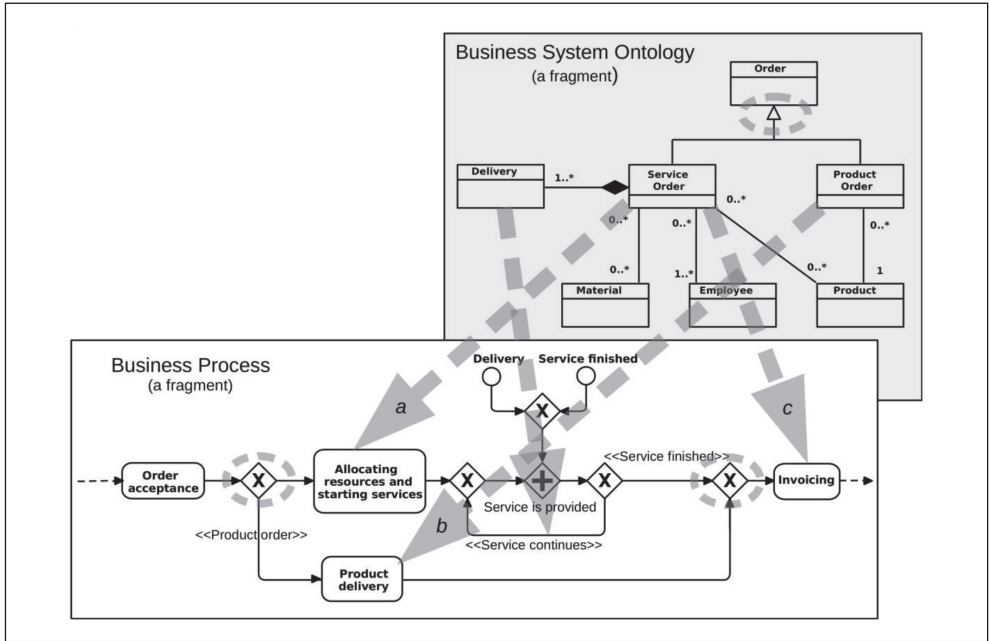 Business System Ontology
(a fragment)
Order
Delivery
1..*
Service
Order
Product
Order
0..*
0..*
0..*
0..*
0..*
1..*
0..*
1
Material
Employee
Product
Business Process
(a fragment)
Delivery
Service finished
a
c
X
<<Service finished>>
Order
acceptance
X
Allocating
resources and
starting services
X
+
X
X
Invoicing
Service is provided
b
<<Product order>>
<<Service continues>>
Product
delivery